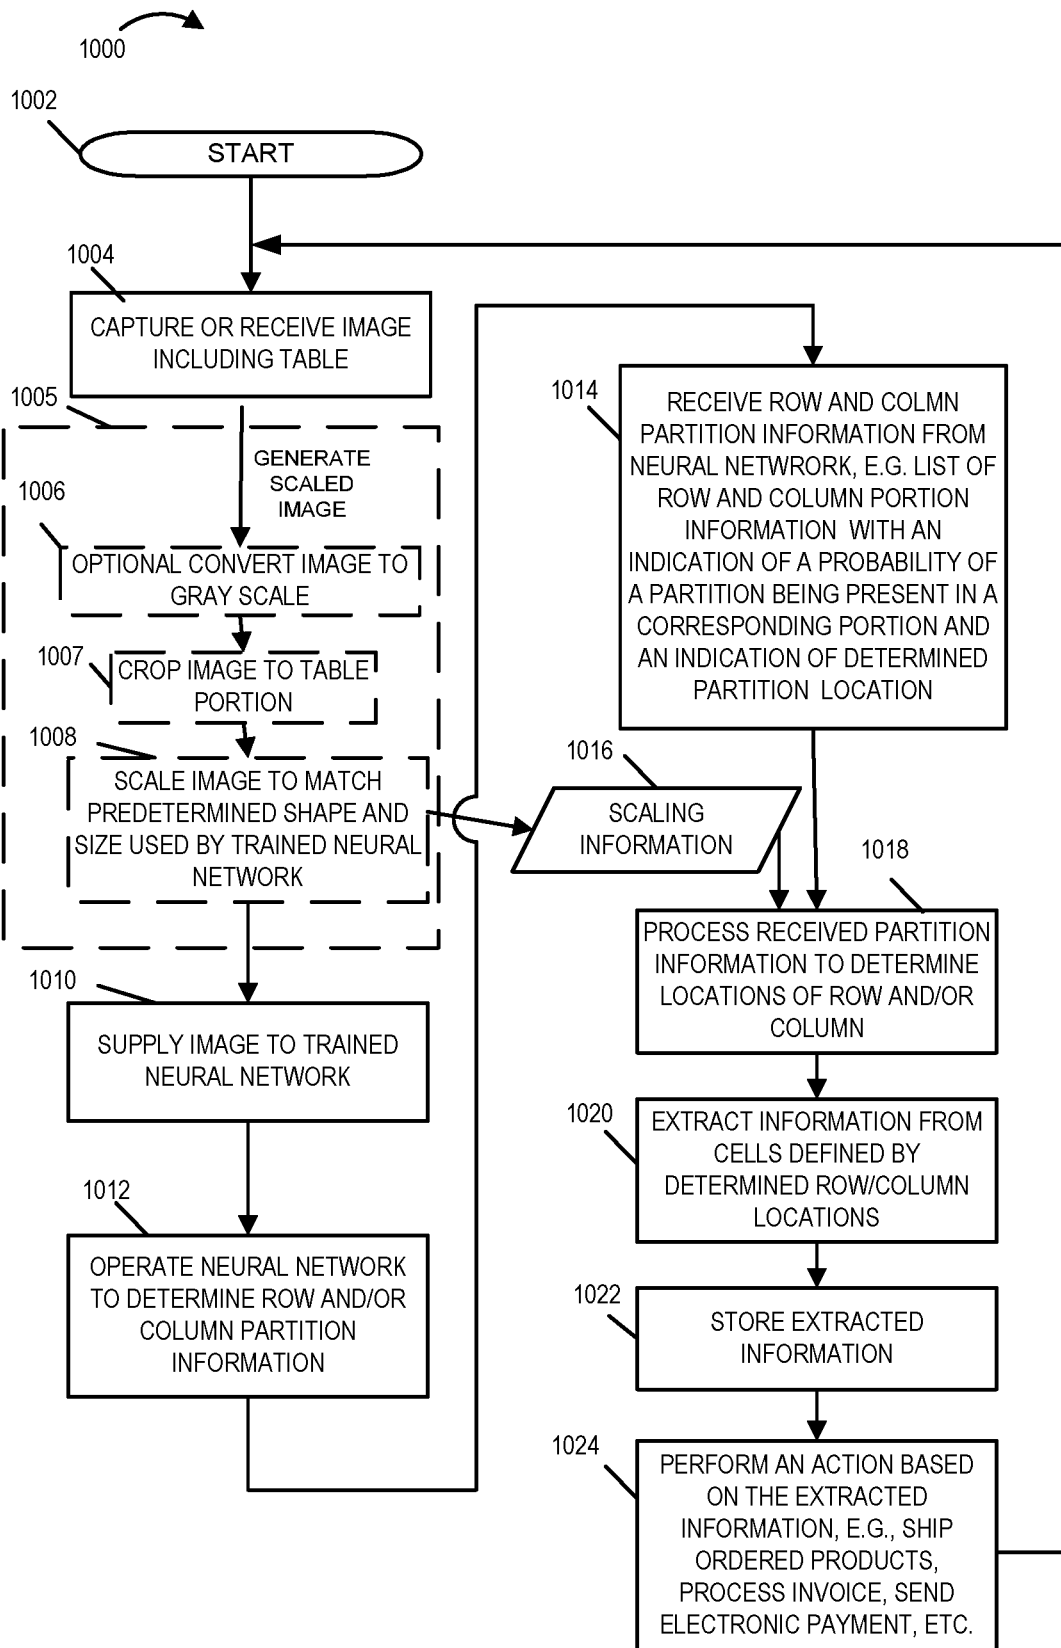 1000
1002
START
1004
CAPTURE OR RECEIVE IMAGE
INCLUDING TABLE
1005
GENERATE
SCALED
IMAGE
1006
OPTIONAL CONVERT IMAGE TO
GRAY SCALE
1007
CROP IMAGE TO TABLE
PORTION
1008
SCALE IMAGE TO MATCH
PREDETERMINED SHAPE AND
SIZE USED BY TRAINED NEURAL
NETWORK
1010
SUPPLY IMAGE TO TRAINED
NEURAL NETWORK
1012
OPERATE NEURAL NETWORK
TO DETERMINE ROW AND/OR
COLUMN PARTITION
INFORMATION
1014
RECEIVE ROW AND COLMN
PARTITION INFORMATION FROM
NEURAL NETWRORK, E.G. LIST OF
ROW AND COLUMN PORTION
INFORMATION WITH AN
INDICATION OF A PROBABILITY OF
A PARTITION BEING PRESENT IN A
CORRESPONDING PORTION AND
AN INDICATION OF DETERMINED
PARTITION LOCATION
1016
SCALING
INFORMATION
1018
PROCESS RECEIVED PARTITION
INFORMATION TO DETERMINE
LOCATIONS OF ROW AND/OR
COLUMN
1020
EXTRACT INFORMATION FROM
CELLS DEFINED BY
DETERMINED ROW/COLUMN
LOCATIONS
1022
STORE EXTRACTED
INFORMATION
1024
PERFORM AN ACTION BASED
ON THE EXTRACTED
INFORMATION, E.G., SHIP
ORDERED PRODUCTS,
PROCESS INVOICE, SEND
ELECTRONIC PAYMENT, ETC.